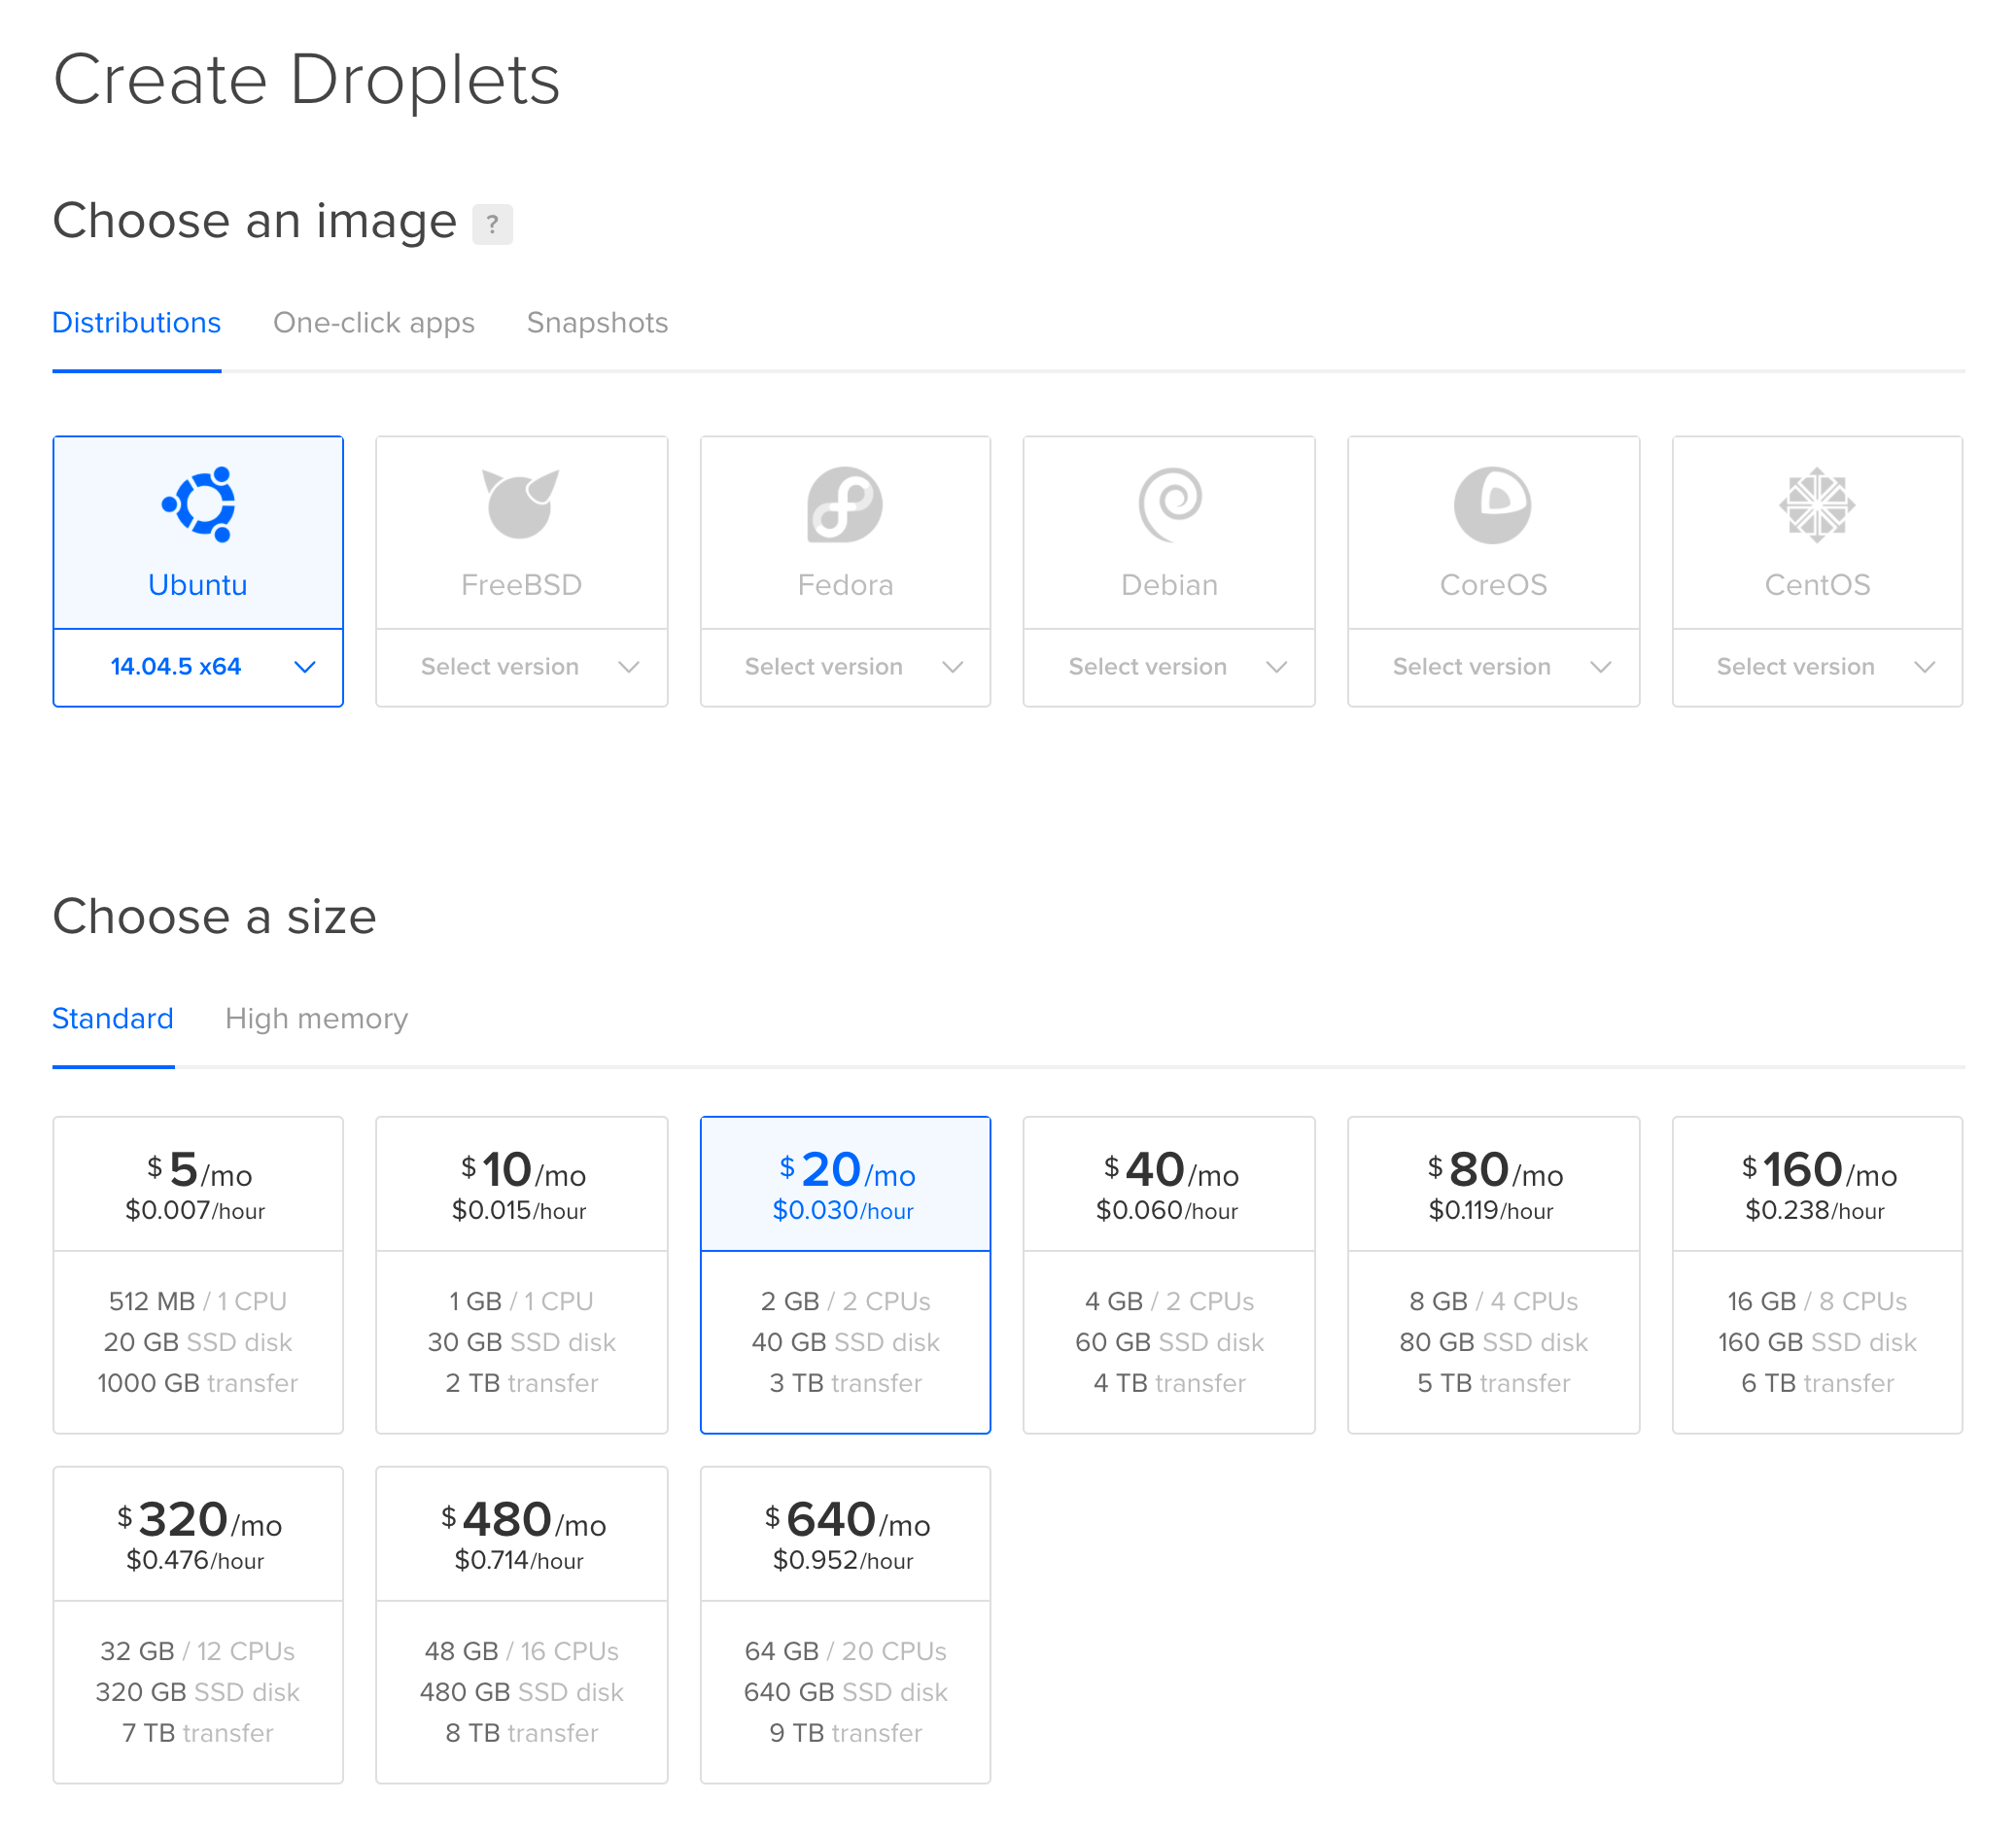 Create Droplets
Choose an image ?
Distributions One-click apps Snapshots
Ubuntu FreeBSD Fedora Debian CoreOS CentOS
14.04.5 x64 Select version Select version Select version Select version Select version
Choose a size
Standard High memory
$5/mo $10/mo $20/mo $40/mo $80/mo $160/mo
$0.007/hour $0.015/hour $0.030/hour $0.060/hour $0.119/hour $0.238/hour
512 MB / 1 CPU 1 GB / 1 CPU 2 GB / 2 CPUs 4 GB / 2 CPUs 8 GB / 4 CPUs 16 GB / 8 CPUs
20 GB SSD disk 30 GB SSD disk 40 GB SSD disk 60 GB SSD disk 80 GB SSD disk 160 GB SSD disk
1000 GB transfer 2 TB transfer 3 TB transfer 4 TB transfer 5 TB transfer 6 TB transfer
$320/mo $480/mo $640/mo
$0.476/hour $0.714/hour $0.952/hour
32 GB / 12 CPUs 48 GB / 16 CPUs 64 GB / 20 CPUs
320 GB SSD disk 480 GB SSD disk 640 GB SSD disk
7 TB transfer 8 TB transfer 9 TB transfer